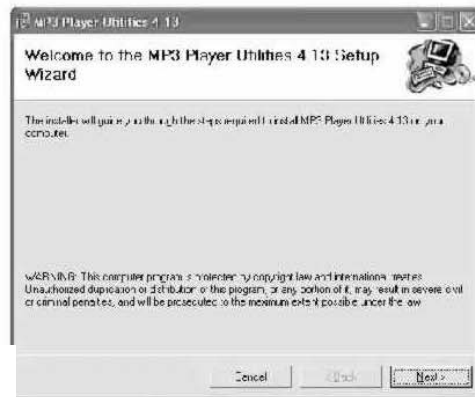 MP3 Player Utilities 4.13
Welcome to the MP3 Player Utilities 4.13 Setup
Wizard
The installer will guide you through the steps required to install MP3 Player Utilities 4.13 on your
computer.
WARNING: This computer program is protected by copyright law and international treaties.
Unauthorized duplication or distribution of this program, or any portion of it, may result in severe civil
or criminal penalties, and will be prosecuted to the maximum extent possible under the law.
Cancel
< Back
Next >